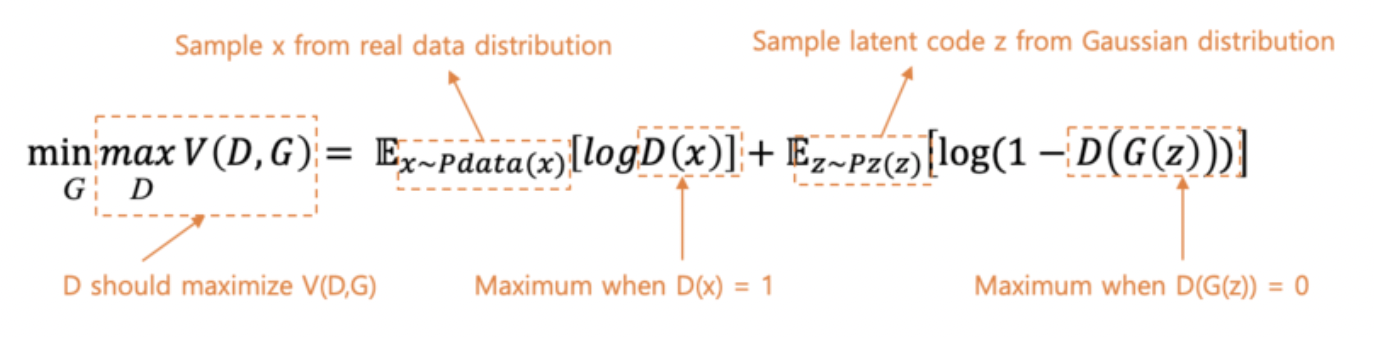 Sample x from real data distribution
Sample latent code z from Gaussian distribution
min max V(D, G) = 𝔼x~Pdata(x)[logD(x)] + 𝔼z~Pz(z)[log(1 − D(G(z)))]
G D
D should maximize V(D,G)
Maximum when D(x) = 1
Maximum when D(G(z)) = 0